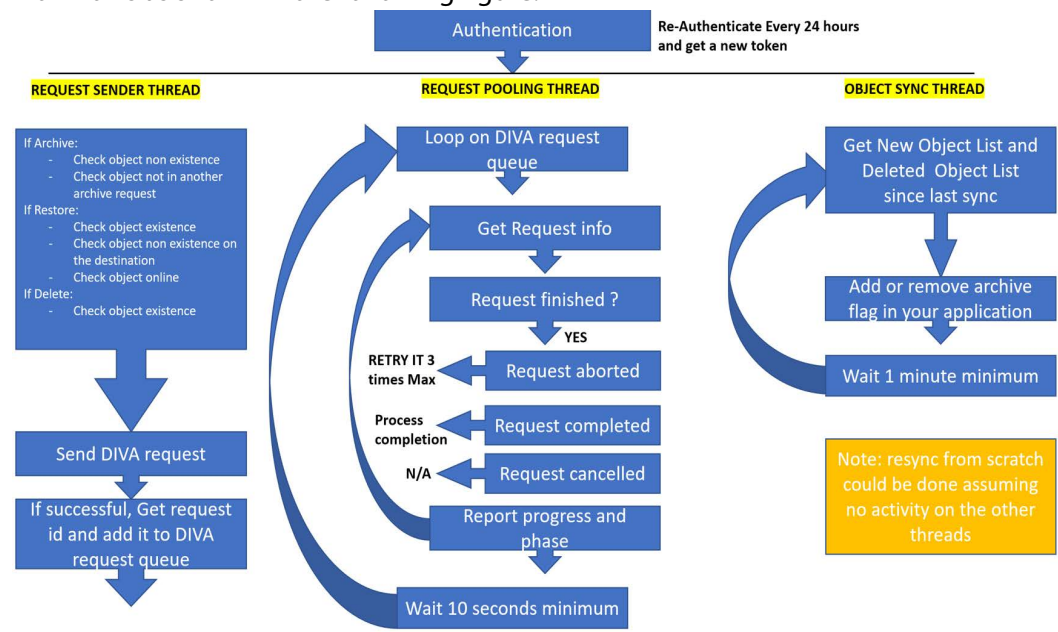 Authentication
Re-Authenticate Every 24 hours
and get a new token
REQUEST SENDER THREAD
If Archive:
- Check object non existence
- Check object not in another
archive request
If Restore:
- Check object existence
- Check object non existence on
the destination
- Check object online
If Delete:
- Check object existence
Send DIVA request
If successful, Get request
id and add it to DIVA
request queue
REQUEST POOLING THREAD
Loop on DIVA request
queue
Get Request info
Request finished ?
YES
RETRY IT 3
times Max
Request aborted
Process
completion
Request completed
N/A
Request cancelled
Report progress and
phase
Wait 10 seconds minimum
OBJECT SYNC THREAD
Get New Object List and
Deleted Object List
since last sync
Add or remove archive
flag in your application
Wait 1 minute minimum
Note: resync from scratch
could be done assuming
no activity on the other
threads